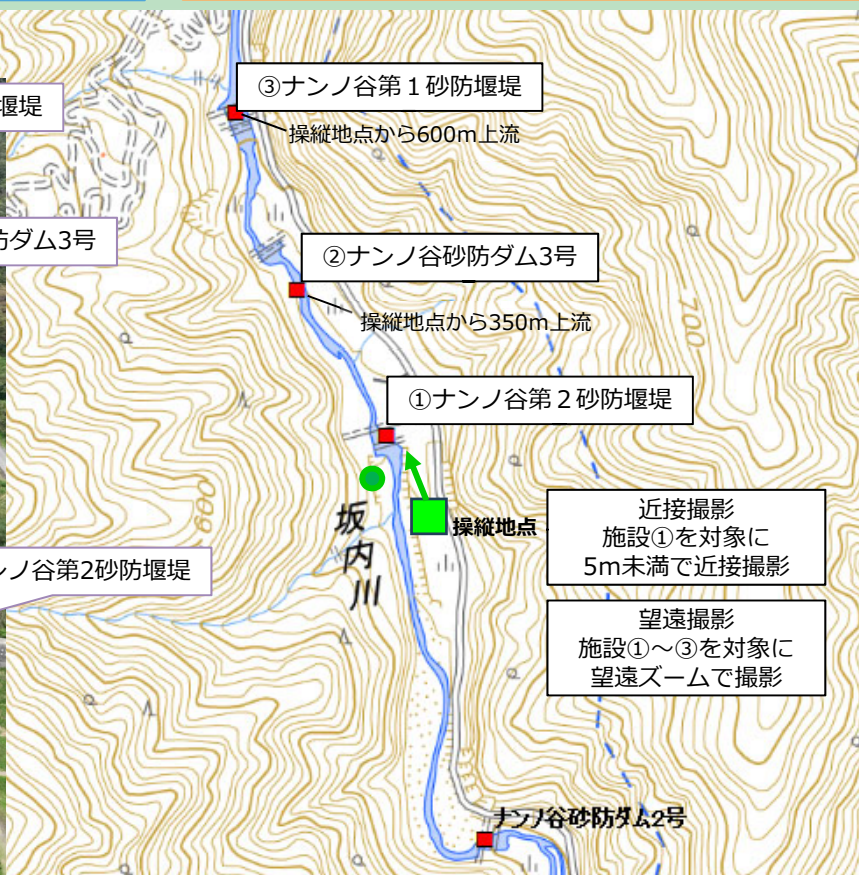 堰堤
③ナンノ谷第１砂防堰堤
操縦地点から600m上流
防ダム3号
②ナンノ谷砂防ダム3号
操縦地点から350m上流
700
①ナンノ谷第２砂防堰堤
600
坂内川
操縦地点
近接撮影
施設①を対象に
5m未満で近接撮影
ンノ谷第2砂防堰堤
望遠撮影
施設①～③を対象に
望遠ズームで撮影
ナンノ谷砂防ダム2号